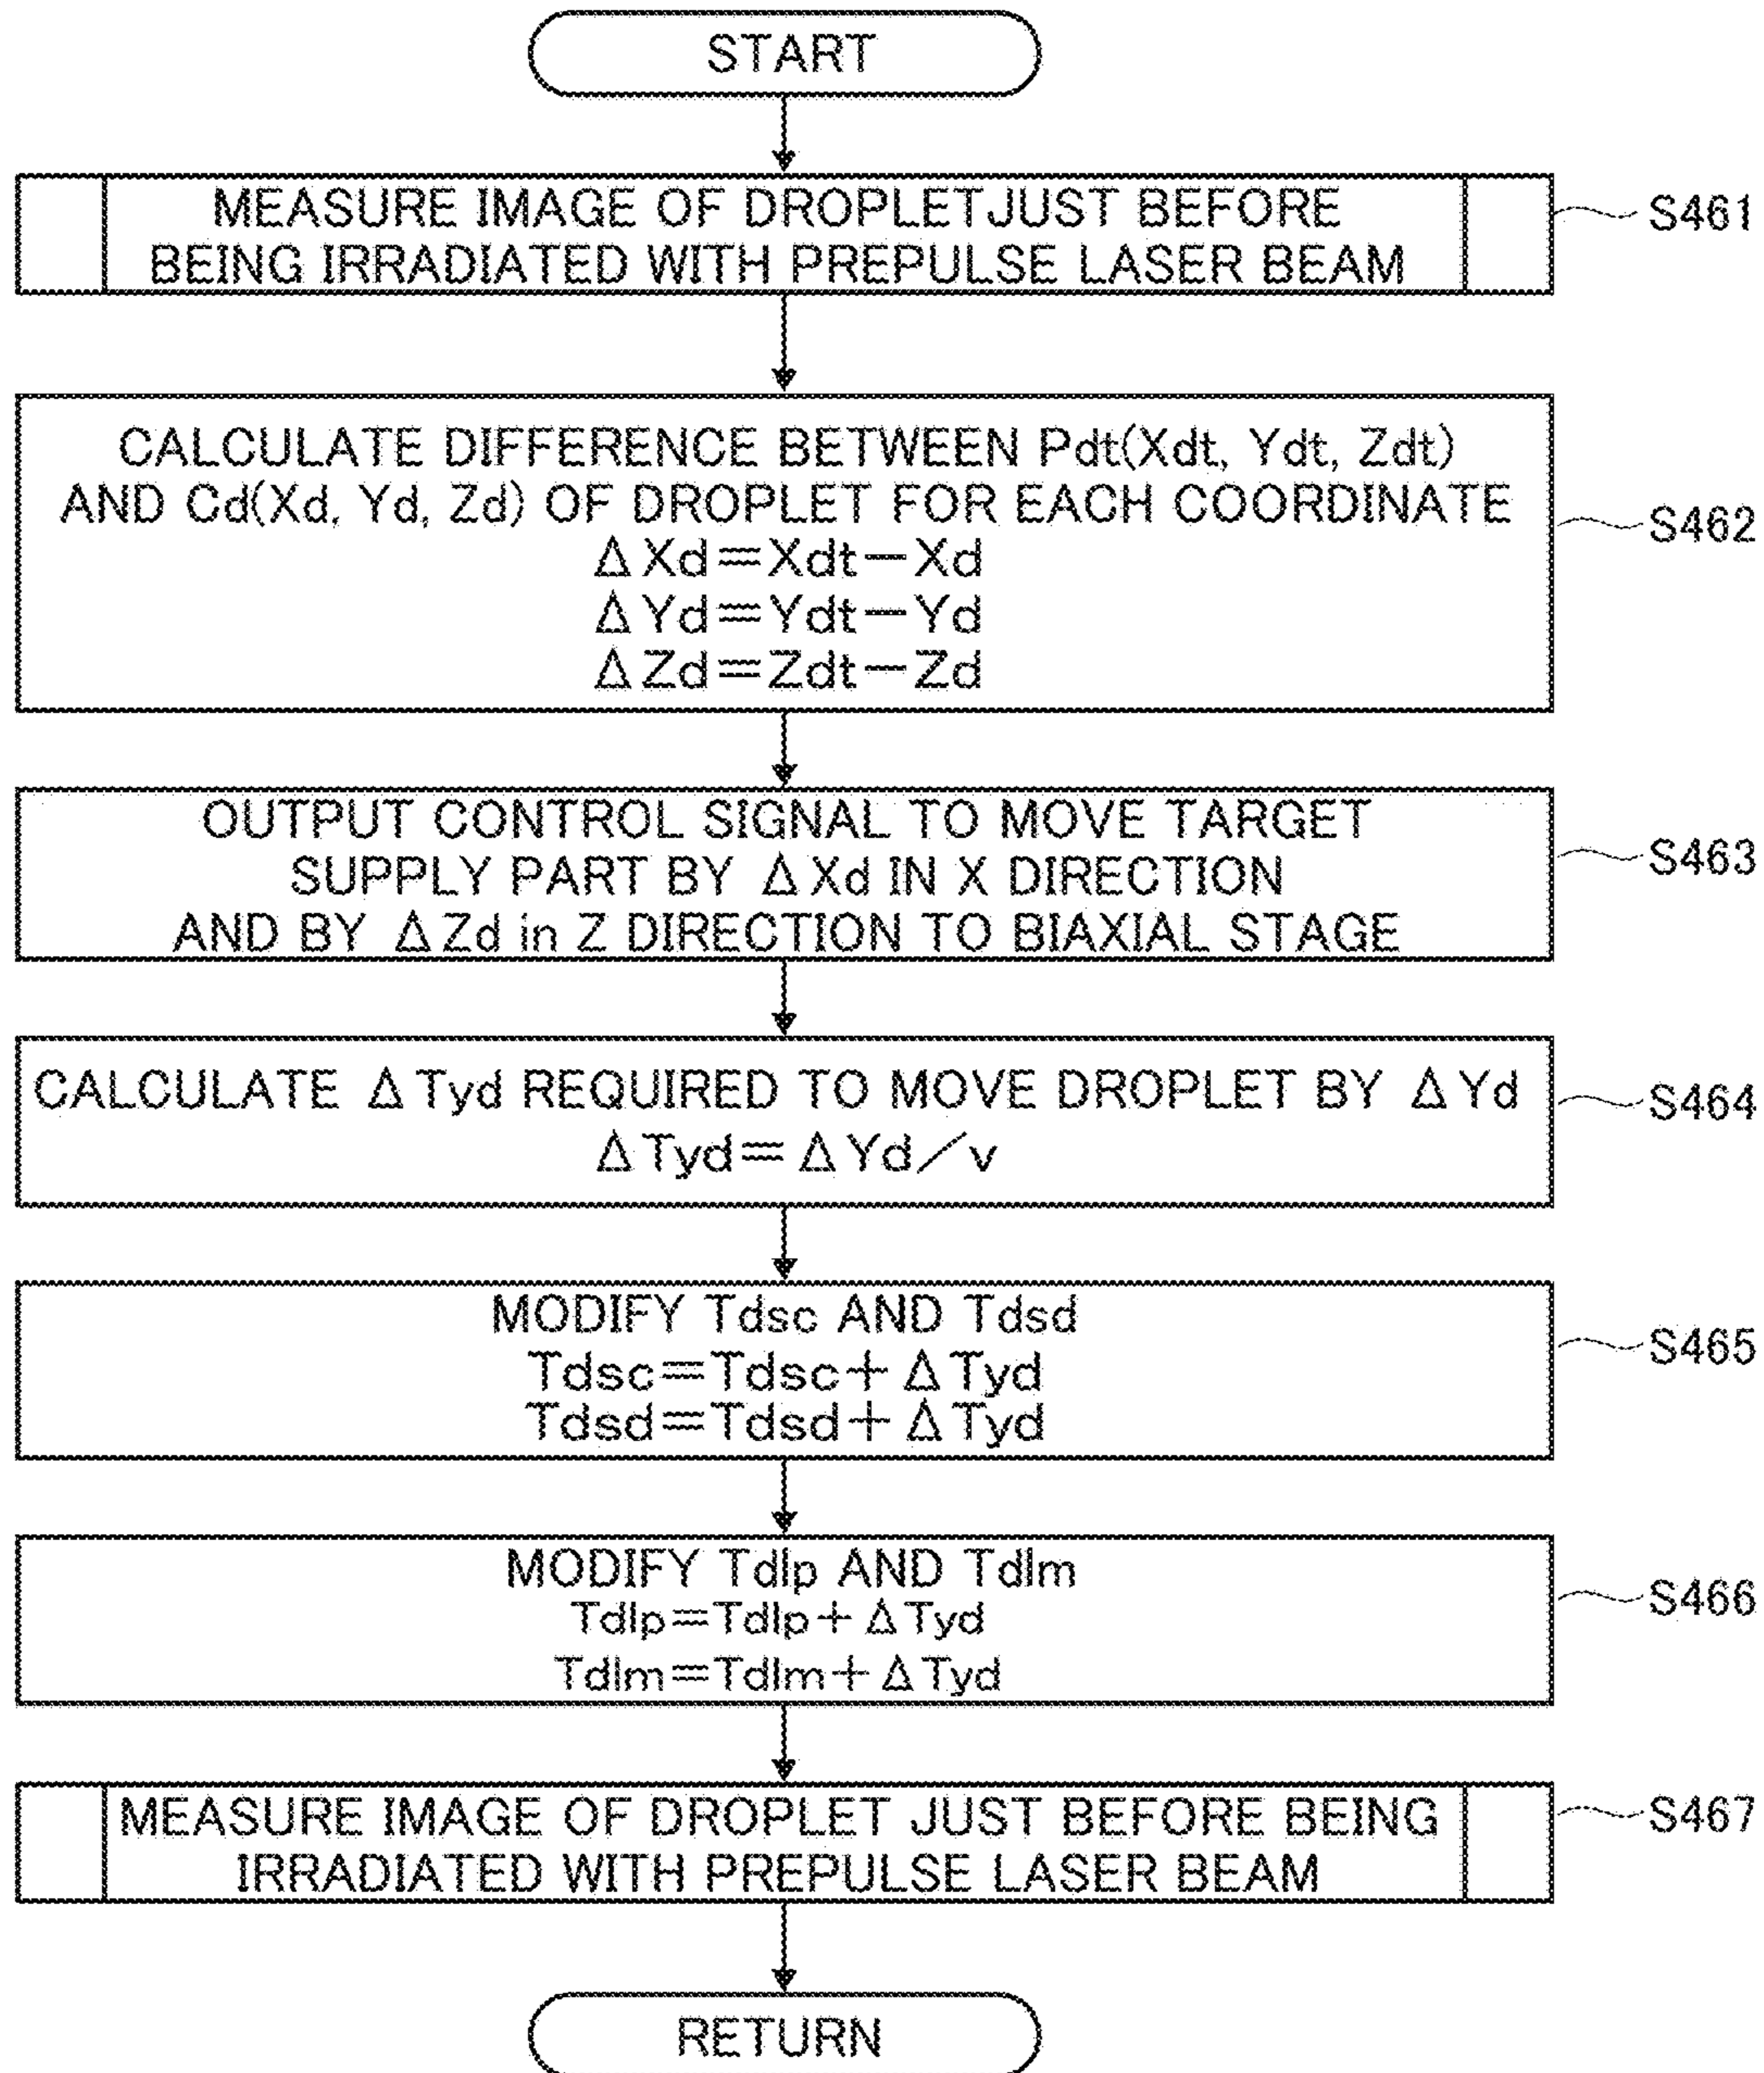 START
MEASURE IMAGE OF DROPLETJUST BEFORE
BEING IRRADIATED WITH PREPULSE LASER BEAM
S461
CALCULATE DIFFERENCE BETWEEN Pdt(Xdt, Ydt, Zdt)
AND Cd(Xd, Yd, Zd) OF DROPLET FOR EACH COORDINATE
ΔXd=Xdt-Xd
ΔYd=Ydt-Yd
ΔZd=Zdt-Zd
S462
OUTPUT CONTROL SIGNAL TO MOVE TARGET
SUPPLY PART BY ΔXd IN X DIRECTION
AND BY ΔZd in Z DIRECTION TO BIAXIAL STAGE
S463
CALCULATE ΔTyd REQUIRED TO MOVE DROPLET BY ΔYd
ΔTyd=ΔYd/v
S464
MODIFY Tdsc AND Tdsd
Tdsc=Tdsc+ΔTyd
Tdsd=Tdsd+ΔTyd
S465
MODIFY Tdlp AND Tdlm
Tdlp=Tdlp+ΔTyd
Tdlm=Tdlm+ΔTyd
S466
MEASURE IMAGE OF DROPLET JUST BEFORE BEING
IRRADIATED WITH PREPULSE LASER BEAM
S467
RETURN